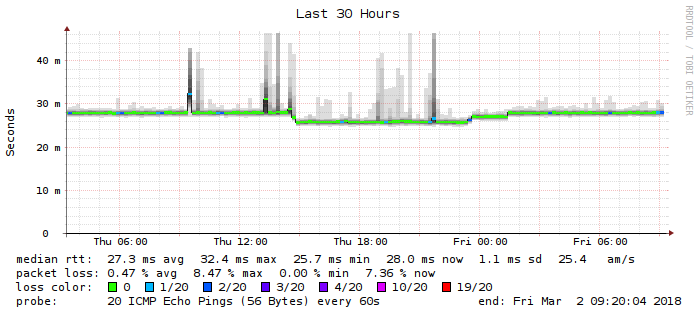 Last 30 Hours
RRDTOOL / TOBI OETIKER
Seconds
40 m
30 m
20 m
10 m
0
Thu 06:00 Thu 12:00 Thu 18:00 Fri 00:00 Fri 06:00
median rtt: 27.3 ms avg 32.4 ms max 25.7 ms min 28.0 ms now 1.1 ms sd 25.4 am/s
packet loss: 0.47 % avg 8.47 % max 0.00 % min 7.36 % now
loss color: 0 1/20 2/20 3/20 4/20 10/20 19/20
probe: 20 ICMP Echo Pings (56 Bytes) every 60s end: Fri Mar 2 09:20:04 2018